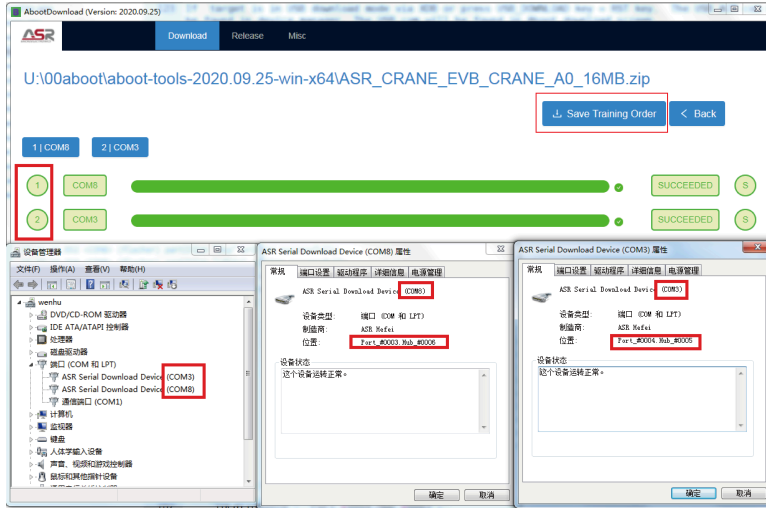 AbootDownload (Version: 2020.09.25)
ASR
Download
Release
Misc
U:\00aboot\aboot-tools-2020.09.25-win-x64\ASR_CRANE_EVB_CRANE_A0_16MB.zip
Save Training Order
Back
1 | COM8
2 | COM3
1
COM8
SUCCEEDED
S
2
COM3
SUCCEEDED
S
设备管理器
文件(F) 操作(A) 查看(V) 帮助(H)
wenhu
DVD/CD-ROM 驱动器
IDE ATA/ATAPI 控制器
处理器
磁盘驱动器
端口 (COM 和 LPT)
ASR Serial Download Device (COM3)
ASR Serial Download Device (COM8)
通信端口 (COM1)
计算机
监视器
键盘
人体学输入设备
声音、视频和游戏控制器
鼠标和其他指针设备
ASR Serial Download Device (COM8) 属性
常规 端口设置 驱动程序 详细信息 电源管理
ASR Serial Download Device (COM8)
设备类型: 端口 (COM 和 LPT)
制造商: ASR Hefei
位置: Port_#0003.Hub_#0006
设备状态
这个设备运转正常。
确定 取消
ASR Serial Download Device (COM3) 属性
常规 端口设置 驱动程序 详细信息 电源管理
ASR Serial Download Device (COM3)
设备类型: 端口 (COM 和 LPT)
制造商: ASR Hefei
位置: Port_#0004.Hub_#0005
设备状态
这个设备运转正常。
确定 取消